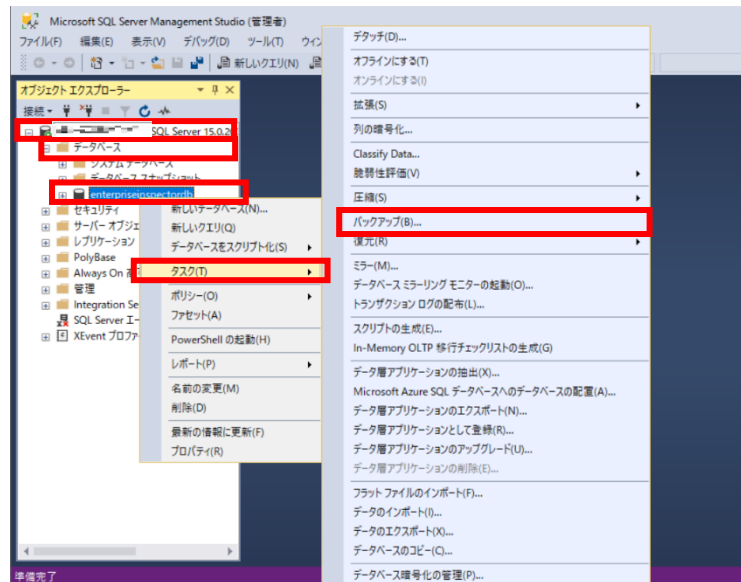 Microsoft SQL Server Management Studio (管理者)
ファイル(F) 編集(E) 表示(V) デバッグ(D) ツール(T) ウィン
新しいクエリ(N)
オブジェクト エクスプローラー
接続
SQL Server 15.0.20
データベース
システム データベース
データベース スナップショット
enterpriseinspectordb
セキュリティ
サーバー オブジェ
レプリケーション
PolyBase
Always On
管理
Integration Se
SQL Server エー
XEvent プロファ
準備完了
新しいデータベース(N)...
新しいクエリ(Q)
データベースをスクリプト化(S)
タスク(T)
ポリシー(O)
ファセット(A)
PowerShell の起動(H)
レポート(P)
名前の変更(M)
削除(D)
最新の情報に更新(F)
プロパティ(R)
デタッチ(D)...
オフラインにする(T)
オンラインにする(I)
拡張(S)
列の暗号化...
Classify Data...
脆弱性評価(V)
圧縮(S)
バックアップ(B)...
復元(R)
ミラー(M)...
データベース ミラーリング モニターの起動(O)...
トランザクション ログの配布(L)...
スクリプトの生成(E)...
In-Memory OLTP 移行チェックリストの生成(G)
データ層アプリケーションの抽出(X)...
Microsoft Azure SQL データベースへのデータベースの配置(A)...
データ層アプリケーションのエクスポート(N)...
データ層アプリケーションとして登録(R)...
データ層アプリケーションのアップグレード(U)...
データ層アプリケーションの削除(E)...
フラット ファイルのインポート(F)...
データのインポート(I)...
データのエクスポート(X)...
データベースのコピー(C)...
データベース暗号化の管理(P)...